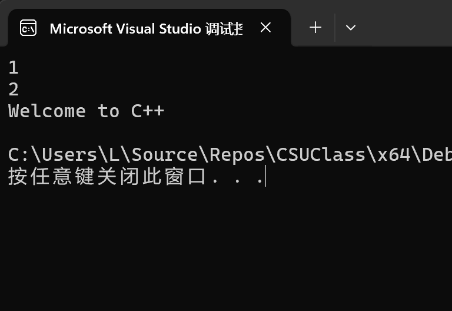 Microsoft Visual Studio 调试
1
2
Welcome to C++
C:\Users\L\Source\Repos\CSUClass\x64\Deb
按任意键关闭此窗口. . .